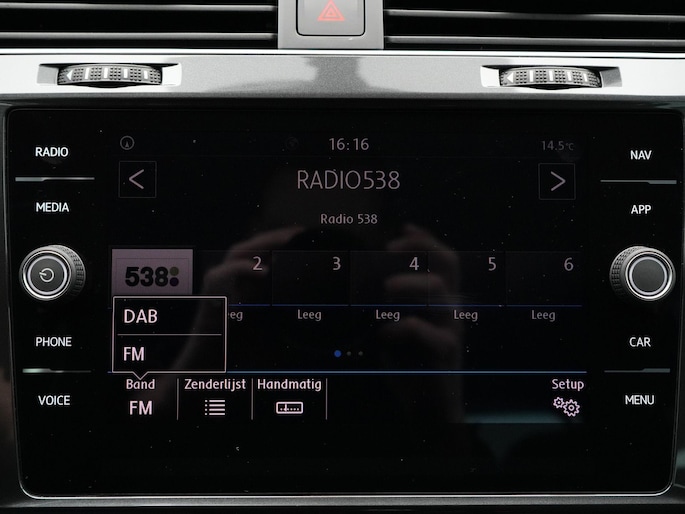 RADIO
16:16
14.5°C
NAV
RADIO538
MEDIA
Radio 538
APP
538
2
3
4
5
6
eeg
Leeg
Leeg
Leeg
Leeg
DAB
FM
PHONE
CAR
Band
Zenderlijst
Handmatig
Setup
FM
VOICE
MENU